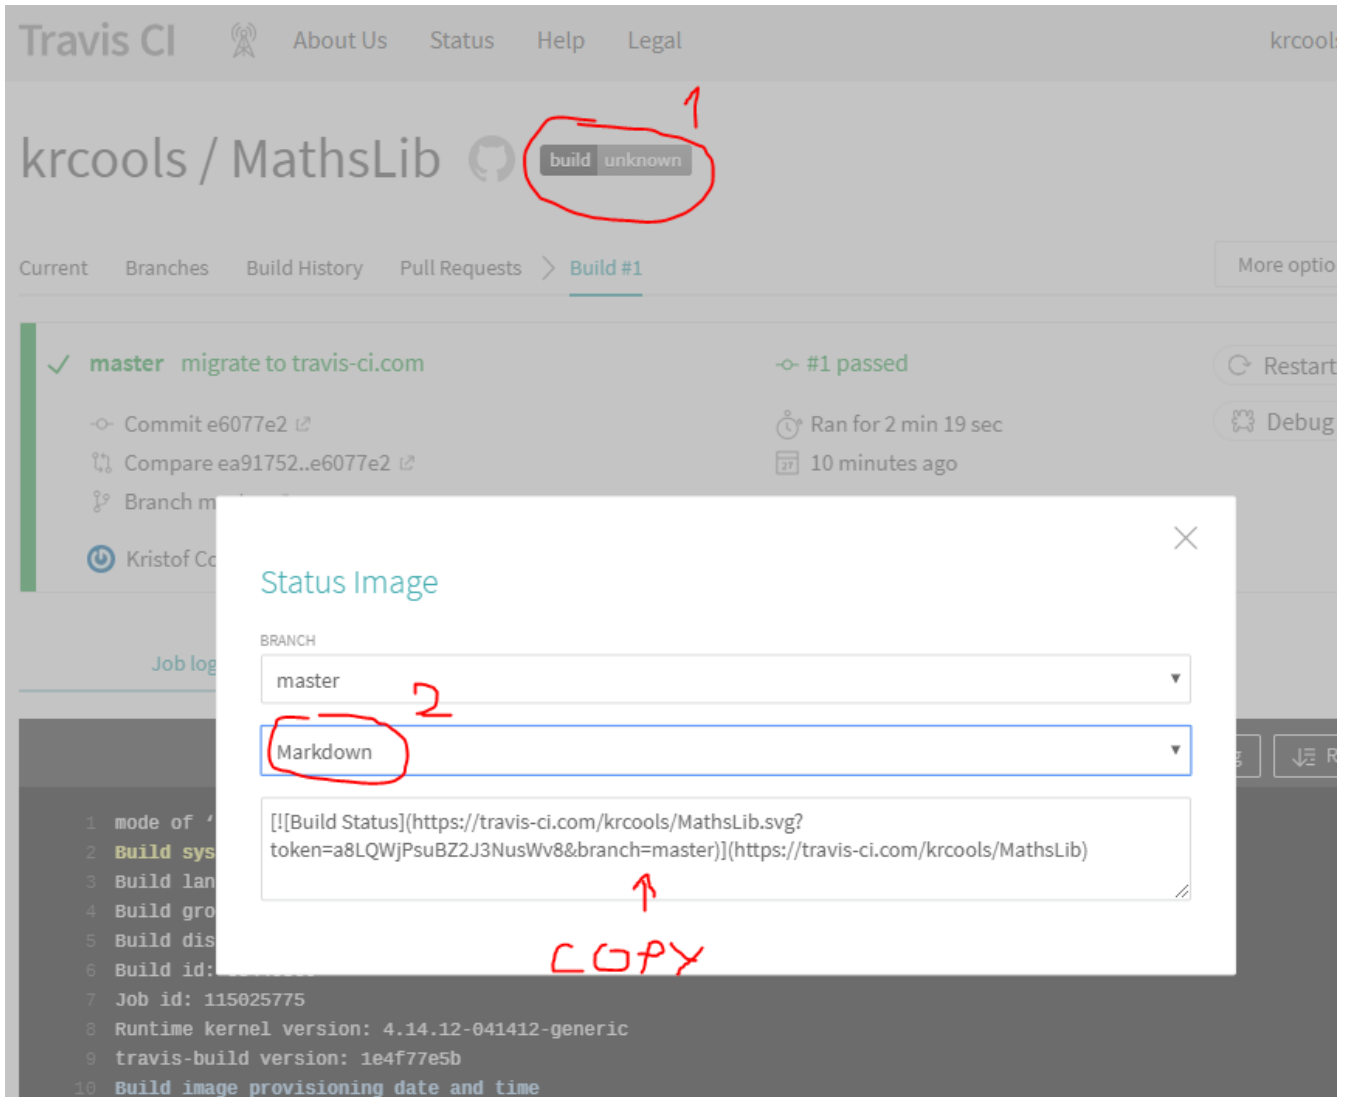 Travis CI About Us Status Help Legal krcools
1
krcools / MathsLib build unknown
Current Branches Build History Pull Requests Build #1 More optio
master migrate to travis-ci.com #1 passed Restart
Commit e6077e2 Ran for 2 min 19 sec Debug
Compare ea91752..e6077e2 10 minutes ago
Branch m
Kristof Co
Status Image
BRANCH
Job log
master
2
Markdown
R
[![Build Status](https://travis-ci.com/krcools/MathsLib.svg?
token=a8LQWjPsuBZ2J3NusWv8&branch=master)](https://travis-ci.com/krcools/MathsLib)
COPY
1 mode of ‘
2 Build sys
3 Build lan
4 Build gro
5 Build dis
6 Build id:
7 Job id: 115025775
8 Runtime kernel version: 4.14.12-041412-generic
9 travis-build version: 1e4f77e5b
10 Build image provisioning date and time